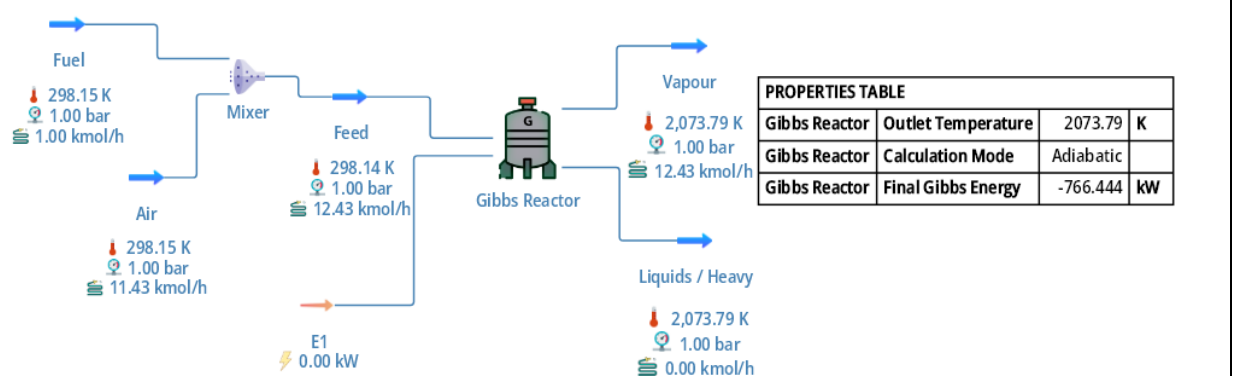 Fuel
298.15 K
1.00 bar
1.00 kmol/h
Mixer
Air
298.15 K
1.00 bar
11.43 kmol/h
Feed
298.14 K
1.00 bar
12.43 kmol/h
E1
0.00 kW
G
Gibbs Reactor
Vapour
2,073.79 K
1.00 bar
12.43 kmol/h
Liquids / Heavy
2,073.79 K
1.00 bar
0.00 kmol/h
PROPERTIES TABLE
Gibbs Reactor Outlet Temperature 2073.79 K
Gibbs Reactor Calculation Mode Adiabatic
Gibbs Reactor Final Gibbs Energy -766.444 kW